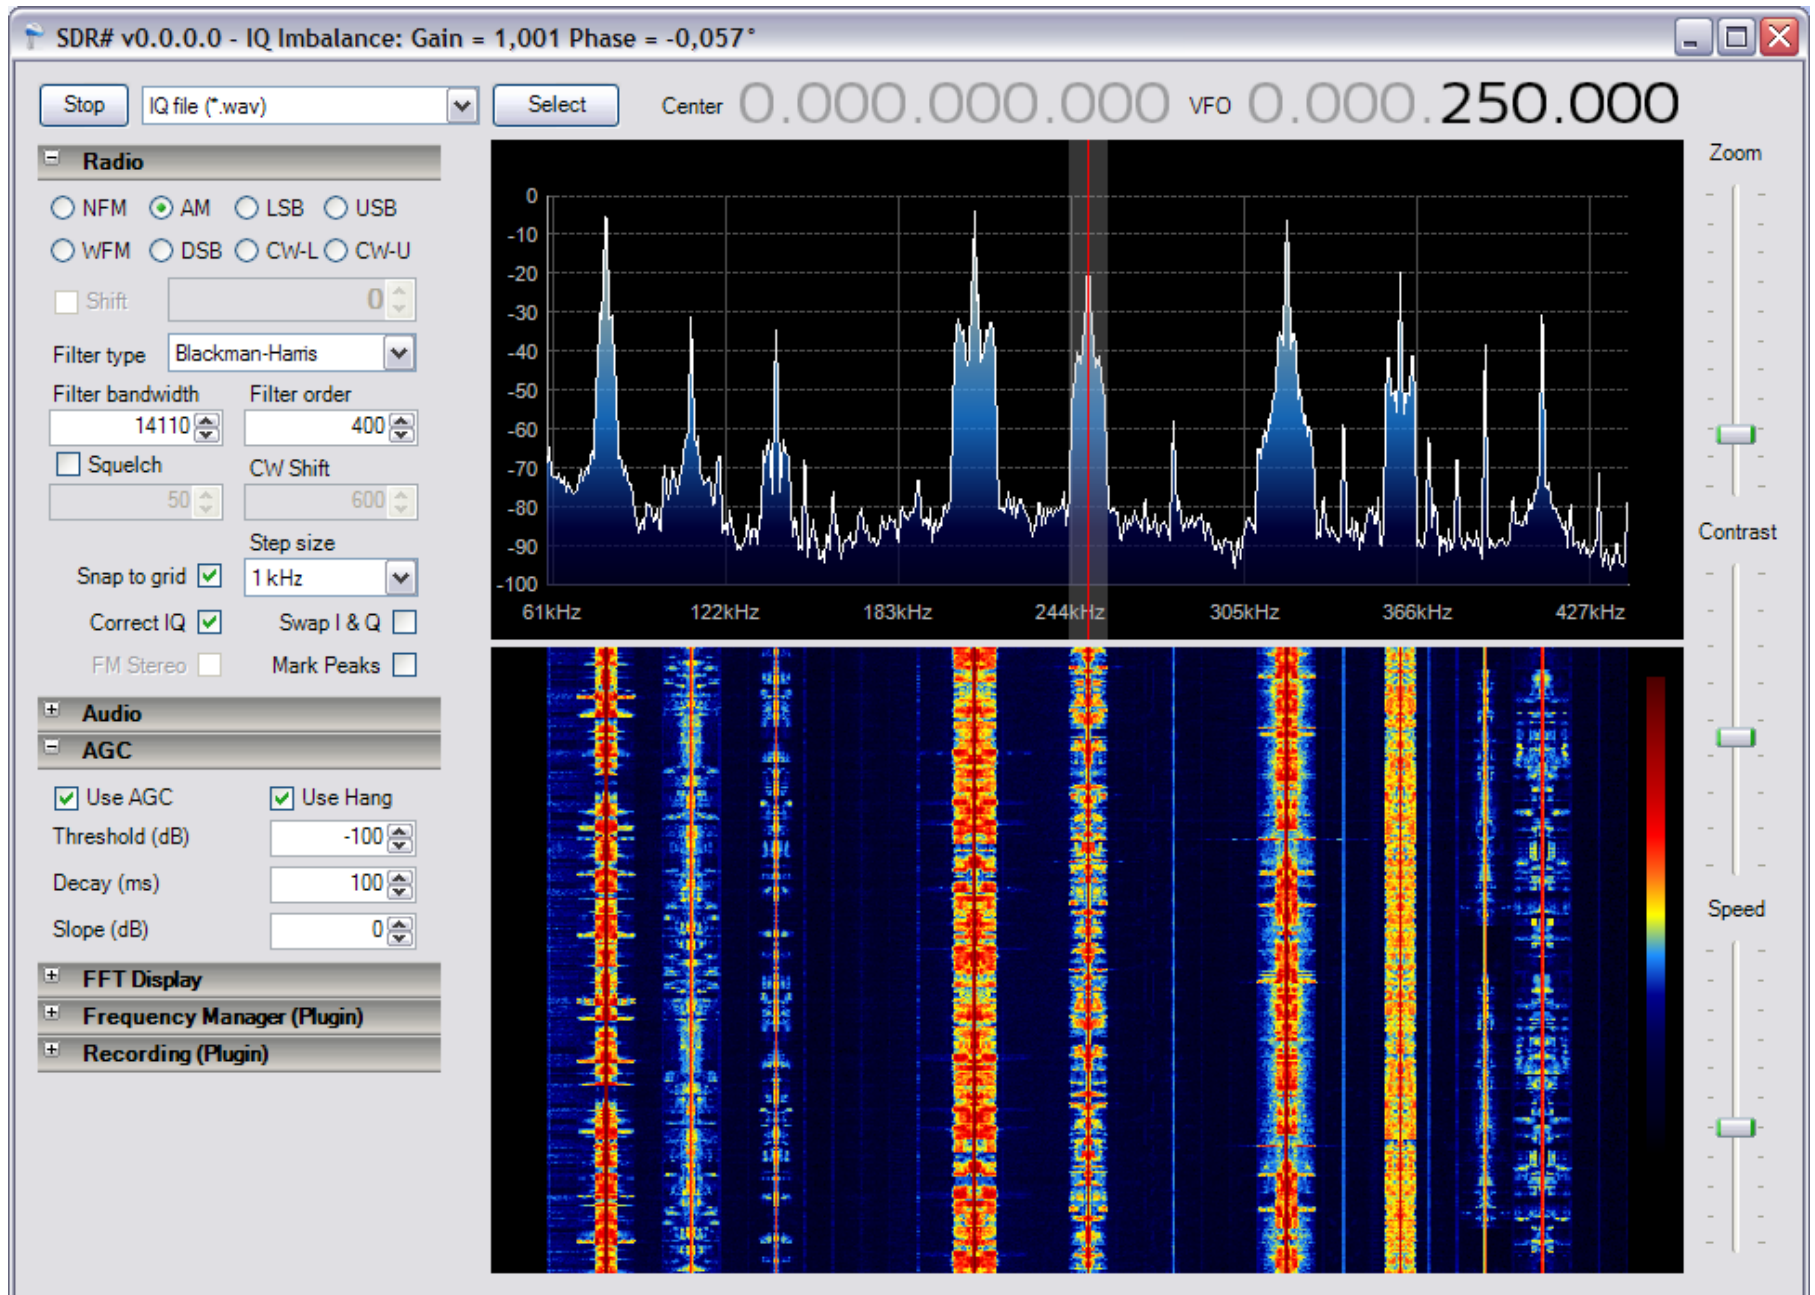 SDR# v0.0.0.0 - IQ Imbalance: Gain = 1,001 Phase = -0,057°
Stop IQ file (*.wav) Select Center 0.000.000.000 VFO 0.000.250.000
Radio
NFM AM LSB USB
WFM DSB CW-L CW-U
Shift 0
Filter type Blackman-Harris
Filter bandwidth Filter order
14110 400
Squelch CW Shift
50 600
Step size
Snap to grid 1 kHz
Correct IQ Swap I & Q
FM Stereo Mark Peaks
Audio
AGC
Use AGC Use Hang
Threshold (dB) -100
Decay (ms) 100
Slope (dB) 0
FFT Display
Frequency Manager (Plugin)
Recording (Plugin)
0
-10
-20
-30
-40
-50
-60
-70
-80
-90
-100
61kHz 122kHz 183kHz 244kHz 305kHz 366kHz 427kHz
Zoom
Contrast
Speed